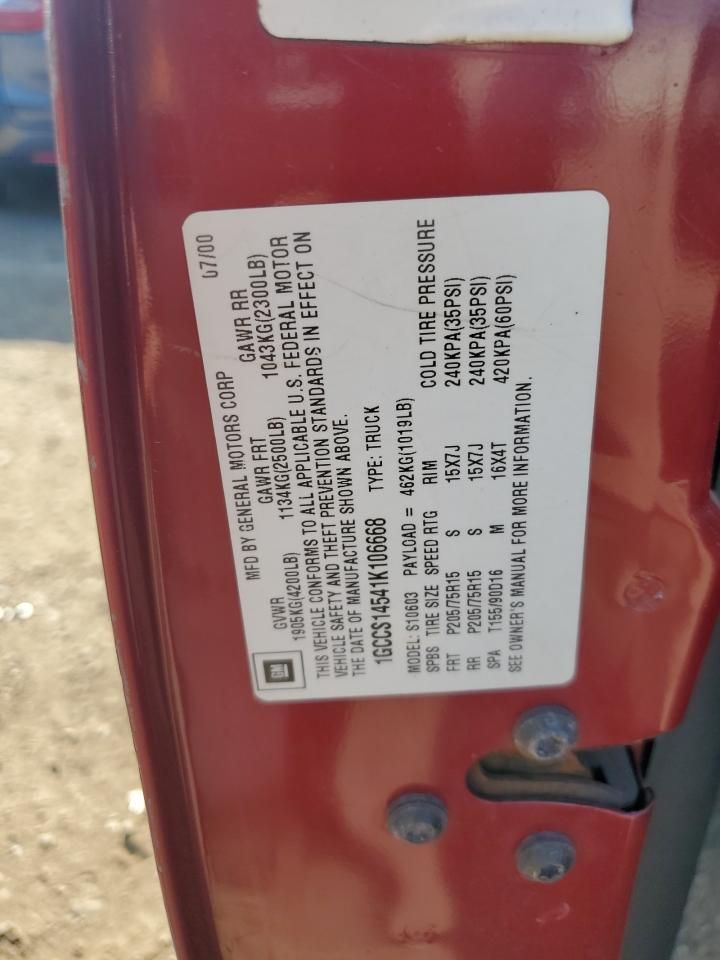 MFD BY GENERAL MOTORS CORP 07/00
GM
GVWR GAWR FRT GAWR RR
1905KG(4200LB) 1134KG(2500LB) 1043KG(2300LB)
THIS VEHICLE CONFORMS TO ALL APPLICABLE U.S. FEDERAL MOTOR
VEHICLE SAFETY AND THEFT PREVENTION STANDARDS IN EFFECT ON
THE DATE OF MANUFACTURE SHOWN ABOVE.
1GCCS14541K106668 TYPE: TRUCK
MODEL: S10603 PAYLOAD = 462KG(1019LB)
SPBS TIRE SIZE SPEED RTG RIM COLD TIRE PRESSURE
FRT P205/75R15 S 15X7J 240KPA(35PSI)
RR P205/75R15 S 15X7J 240KPA(35PSI)
SPA T155/90D16 M 16X4T 420KPA(60PSI)
SEE OWNER'S MANUAL FOR MORE INFORMATION.